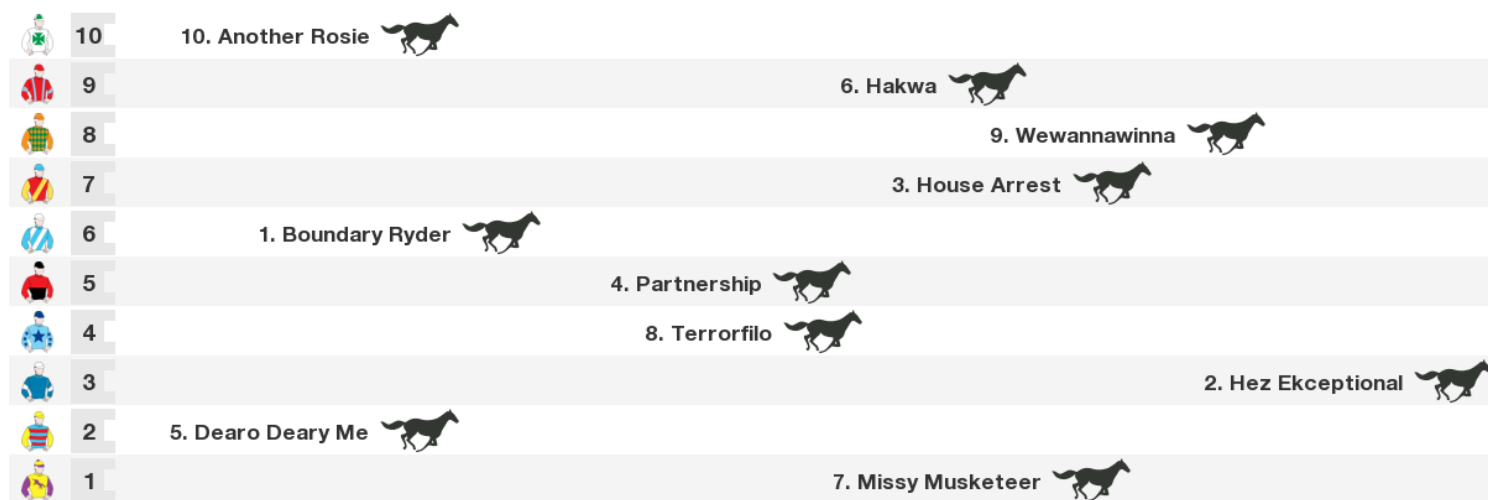 10 10. Another Rosie
9 6. Hakwa
8 9. Wewannawinna
7 3. House Arrest
6 1. Boundary Ryder
5 4. Partnership
4 8. Terrorfilo
3 2. Hez Ekceptional
2 5. Dearo Deary Me
1 7. Missy Musketeer